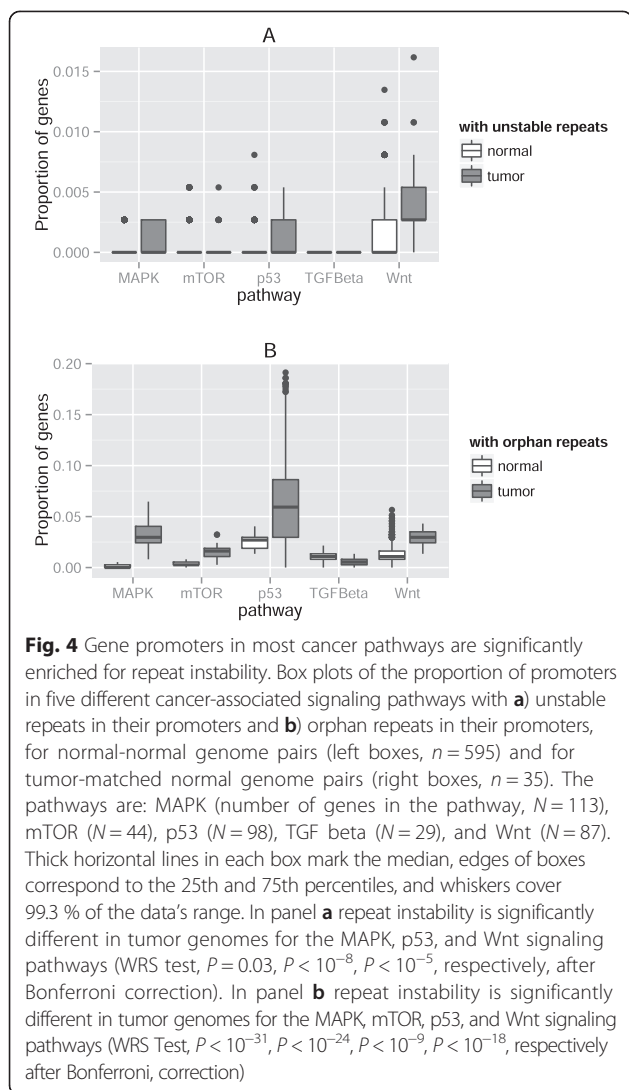 A
0.015
0.010
0.005
0.000
Proportion of genes
MAPK mTOR p53 TGFBeta Wnt
pathway
with unstable repeats
normal
tumor
B
0.20
0.15
0.10
0.05
0.00
Proportion of genes
MAPK mTOR p53 TGFBeta Wnt
pathway
with orphan repeats
normal
tumor
Fig. 4 Gene promoters in most cancer pathways are significantly
enriched for repeat instability. Box plots of the proportion of promoters
in five different cancer-associated signaling pathways with a) unstable
repeats in their promoters and b) orphan repeats in their promoters,
for normal-normal genome pairs (left boxes, n = 595) and for
tumor-matched normal genome pairs (right boxes, n = 35). The
pathways are: MAPK (number of genes in the pathway, N = 113),
mTOR (N = 44), p53 (N = 98), TGF beta (N = 29), and Wnt (N = 87).
Thick horizontal lines in each box mark the median, edges of boxes
correspond to the 25th and 75th percentiles, and whiskers cover
99.3 % of the data's range. In panel a repeat instability is significantly
different in tumor genomes for the MAPK, p53, and Wnt signaling
pathways (WRS test, P = 0.03, P < 10⁻⁸, P < 10⁻⁵, respectively, after
Bonferroni correction). In panel b repeat instability is significantly
different in tumor genomes for the MAPK, mTOR, p53, and Wnt signaling
pathways (WRS Test, P < 10⁻³¹, P < 10⁻²⁴, P < 10⁻⁹, P < 10⁻¹⁸, respectively
after Bonferroni, correction)